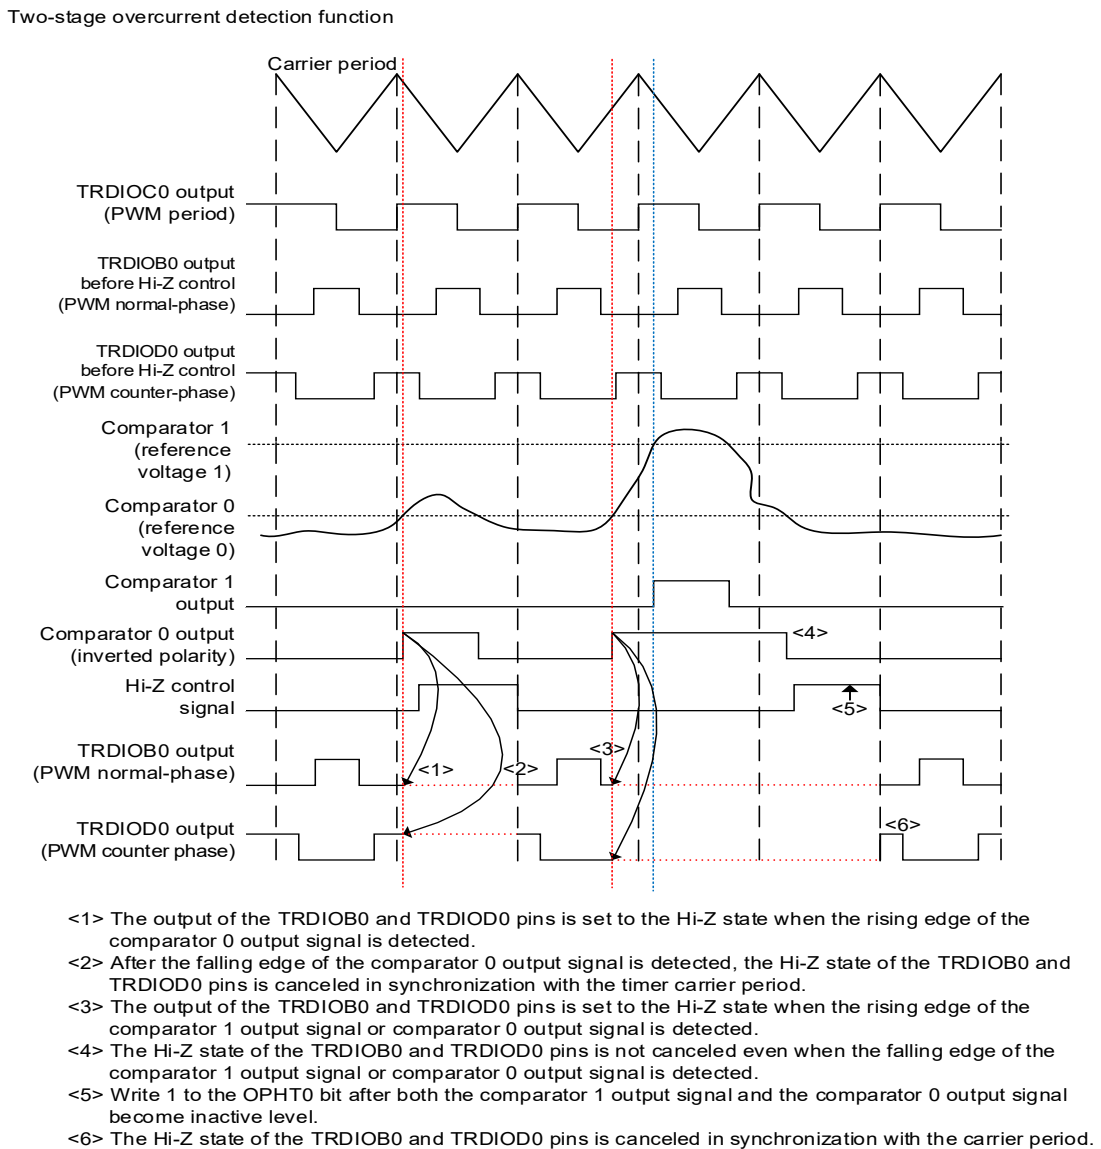 Two-stage overcurrent detection function
Carrier period
TRDIOC0 output
(PWM period)
TRDIOB0 output
before Hi-Z control
(PWM normal-phase)
TRDIOD0 output
before Hi-Z control
(PWM counter-phase)
Comparator 1
(reference
voltage 1)
Comparator 0
(reference
voltage 0)
Comparator 1
output
Comparator 0 output
(inverted polarity)
<4>
Hi-Z control
signal
<5>
TRDIOB0 output
(PWM normal-phase)
<1>
<2>
<3>
TRDIOD0 output
(PWM counter phase)
<6>
<1> The output of the TRDIOB0 and TRDIOD0 pins is set to the Hi-Z state when the rising edge of the
comparator 0 output signal is detected.
<2> After the falling edge of the comparator 0 output signal is detected, the Hi-Z state of the TRDIOB0 and
TRDIOD0 pins is canceled in synchronization with the timer carrier period.
<3> The output of the TRDIOB0 and TRDIOD0 pins is set to the Hi-Z state when the rising edge of the
comparator 1 output signal or comparator 0 output signal is detected.
<4> The Hi-Z state of the TRDIOB0 and TRDIOD0 pins is not canceled even when the falling edge of the
comparator 1 output signal or comparator 0 output signal is detected.
<5> Write 1 to the OPHT0 bit after both the comparator 1 output signal and the comparator 0 output signal
become inactive level.
<6> The Hi-Z state of the TRDIOB0 and TRDIOD0 pins is canceled in synchronization with the carrier period.